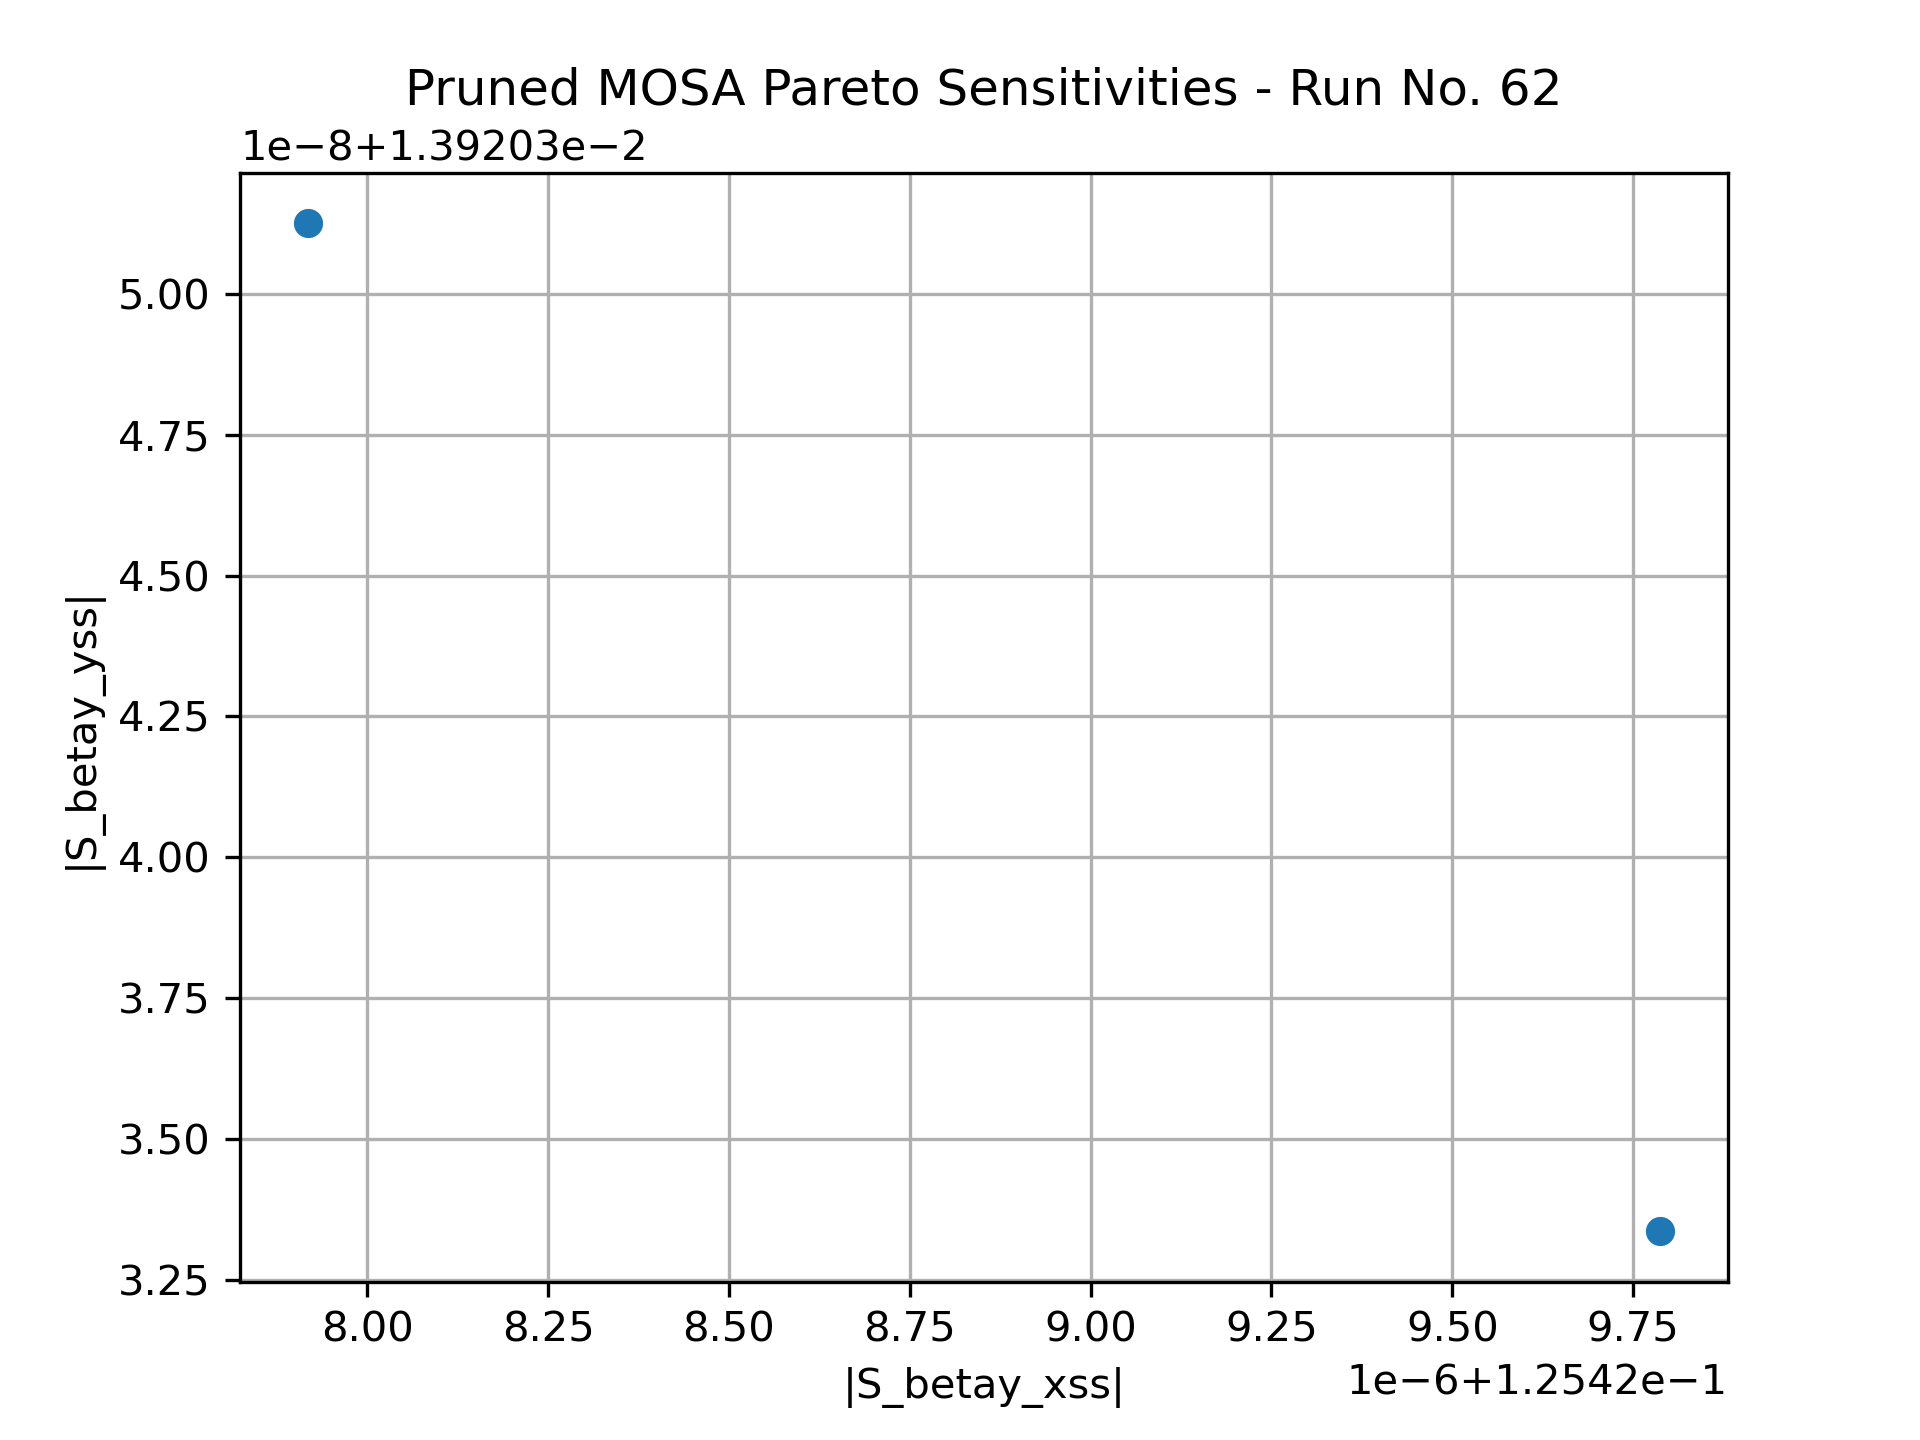 Pruned MOSA Pareto Sensitivities - Run No. 62
1e−8+1.39203e−2
5.00
4.75
4.50
4.25
4.00
3.75
3.50
3.25
|S_betay_yss|
8.00 8.25 8.50 8.75 9.00 9.25 9.50 9.75
|S_betay_xss|
1e−6+1.2542e−1